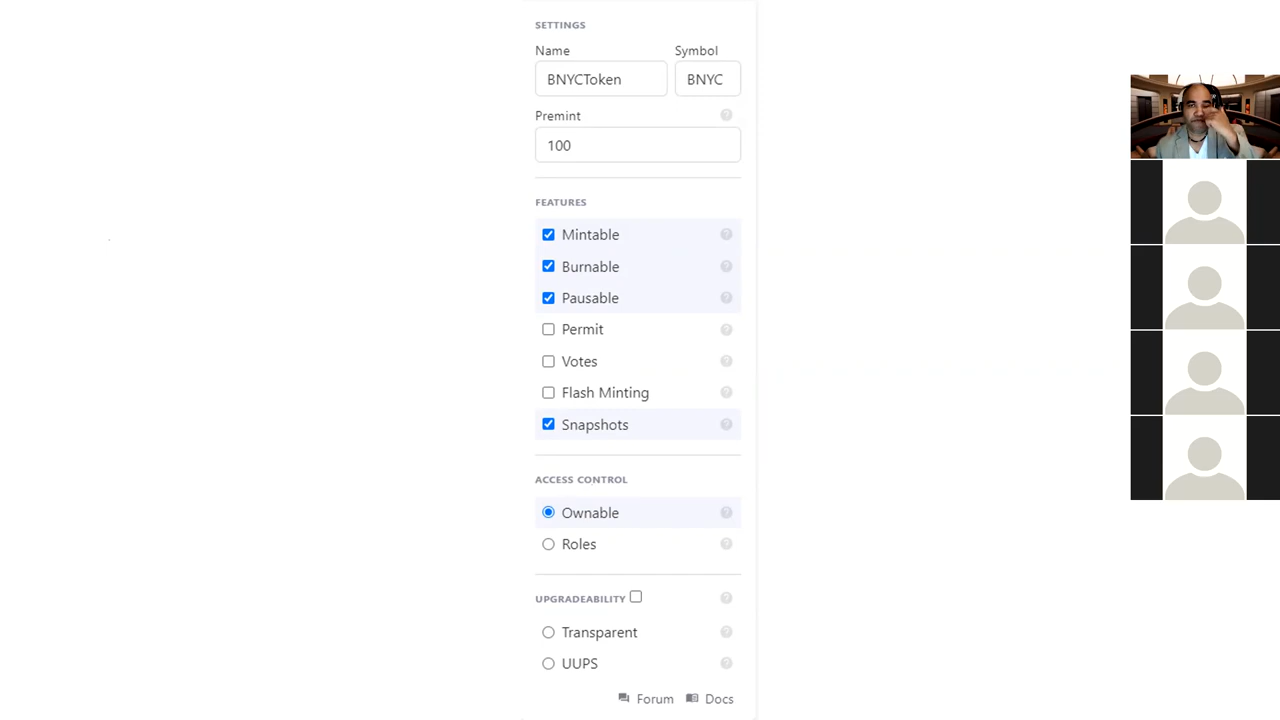 SETTINGS
Name Symbol
BNYCToken BNYC
Premint ?
100
FEATURES
Mintable ?
Burnable ?
Pausable ?
Permit ?
Votes ?
Flash Minting ?
Snapshots ?
ACCESS CONTROL
Ownable ?
Roles ?
UPGRADEABILITY ?
Transparent ?
UUPS ?
Forum Docs